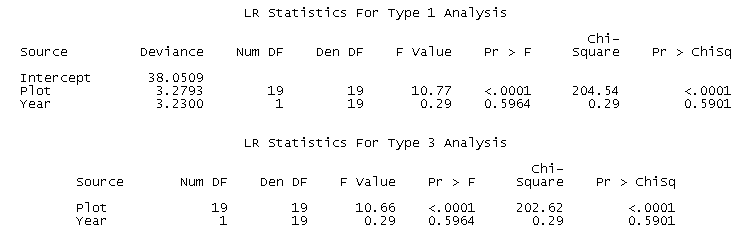 LR Statistics For Type 1 Analysis
Chi-
Source Deviance Num DF Den DF F Value Pr > F Square Pr > ChiSq
Intercept 38.0509
Plot 3.2793 19 19 10.77 <.0001 204.54 <.0001
Year 3.2300 1 19 0.29 0.5964 0.29 0.5901
LR Statistics For Type 3 Analysis
Chi-
Source Num DF Den DF F Value Pr > F Square Pr > ChiSq
Plot 19 19 10.66 <.0001 202.62 <.0001
Year 1 19 0.29 0.5964 0.29 0.5901